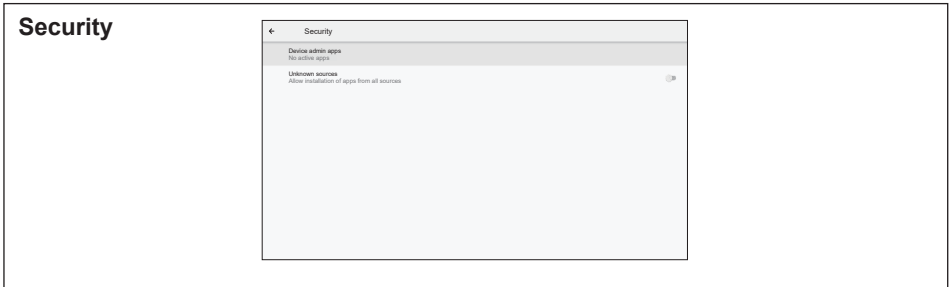 Security
Security
Device admin apps
No active apps
Unknown sources
Allow installation of apps from all sources